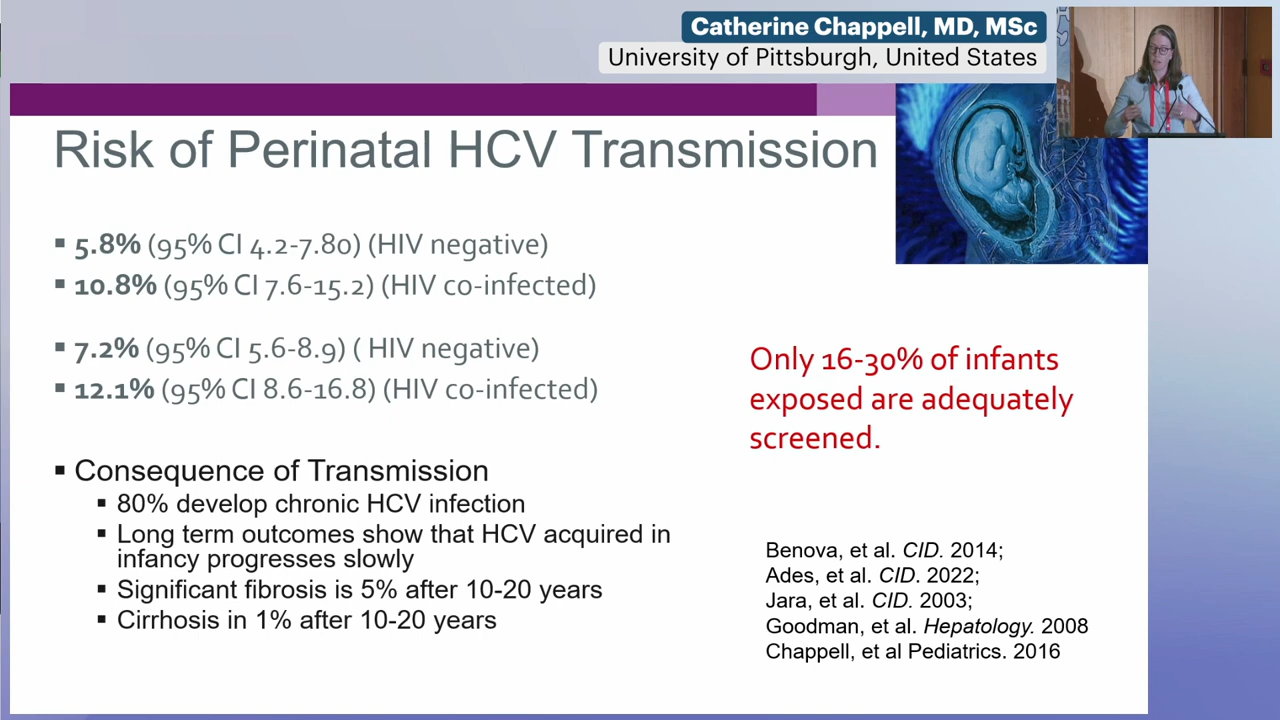 Catherine Chappell, MD, MSc
University of Pittsburgh, United States
Risk of Perinatal HCV Transmission
▪ 5.8% (95% CI 4.2-7.80) (HIV negative)
▪ 10.8% (95% CI 7.6-15.2) (HIV co-infected)
▪ 7.2% (95% CI 5.6-8.9) ( HIV negative)
▪ 12.1% (95% CI 8.6-16.8) (HIV co-infected)
Only 16-30% of infants
exposed are adequately
screened.
▪ Consequence of Transmission
▪ 80% develop chronic HCV infection
▪ Long term outcomes show that HCV acquired in
infancy progresses slowly
▪ Significant fibrosis is 5% after 10-20 years
▪ Cirrhosis in 1% after 10-20 years
Benova, et al. CID. 2014;
Ades, et al. CID. 2022;
Jara, et al. CID. 2003;
Goodman, et al. Hepatology. 2008
Chappell, et al Pediatrics. 2016